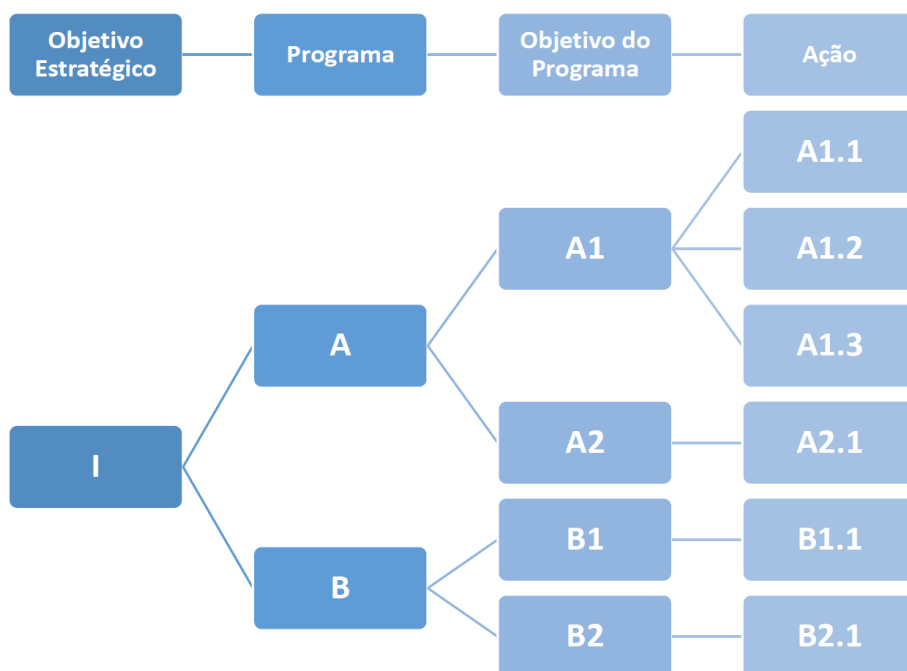 Objetivo
Estratégico
Programa
Objetivo do
Programa
Ação
A1.1
A1
A1.2
A
A1.3
I
A2
A2.1
B1
B1.1
B
B2
B2.1